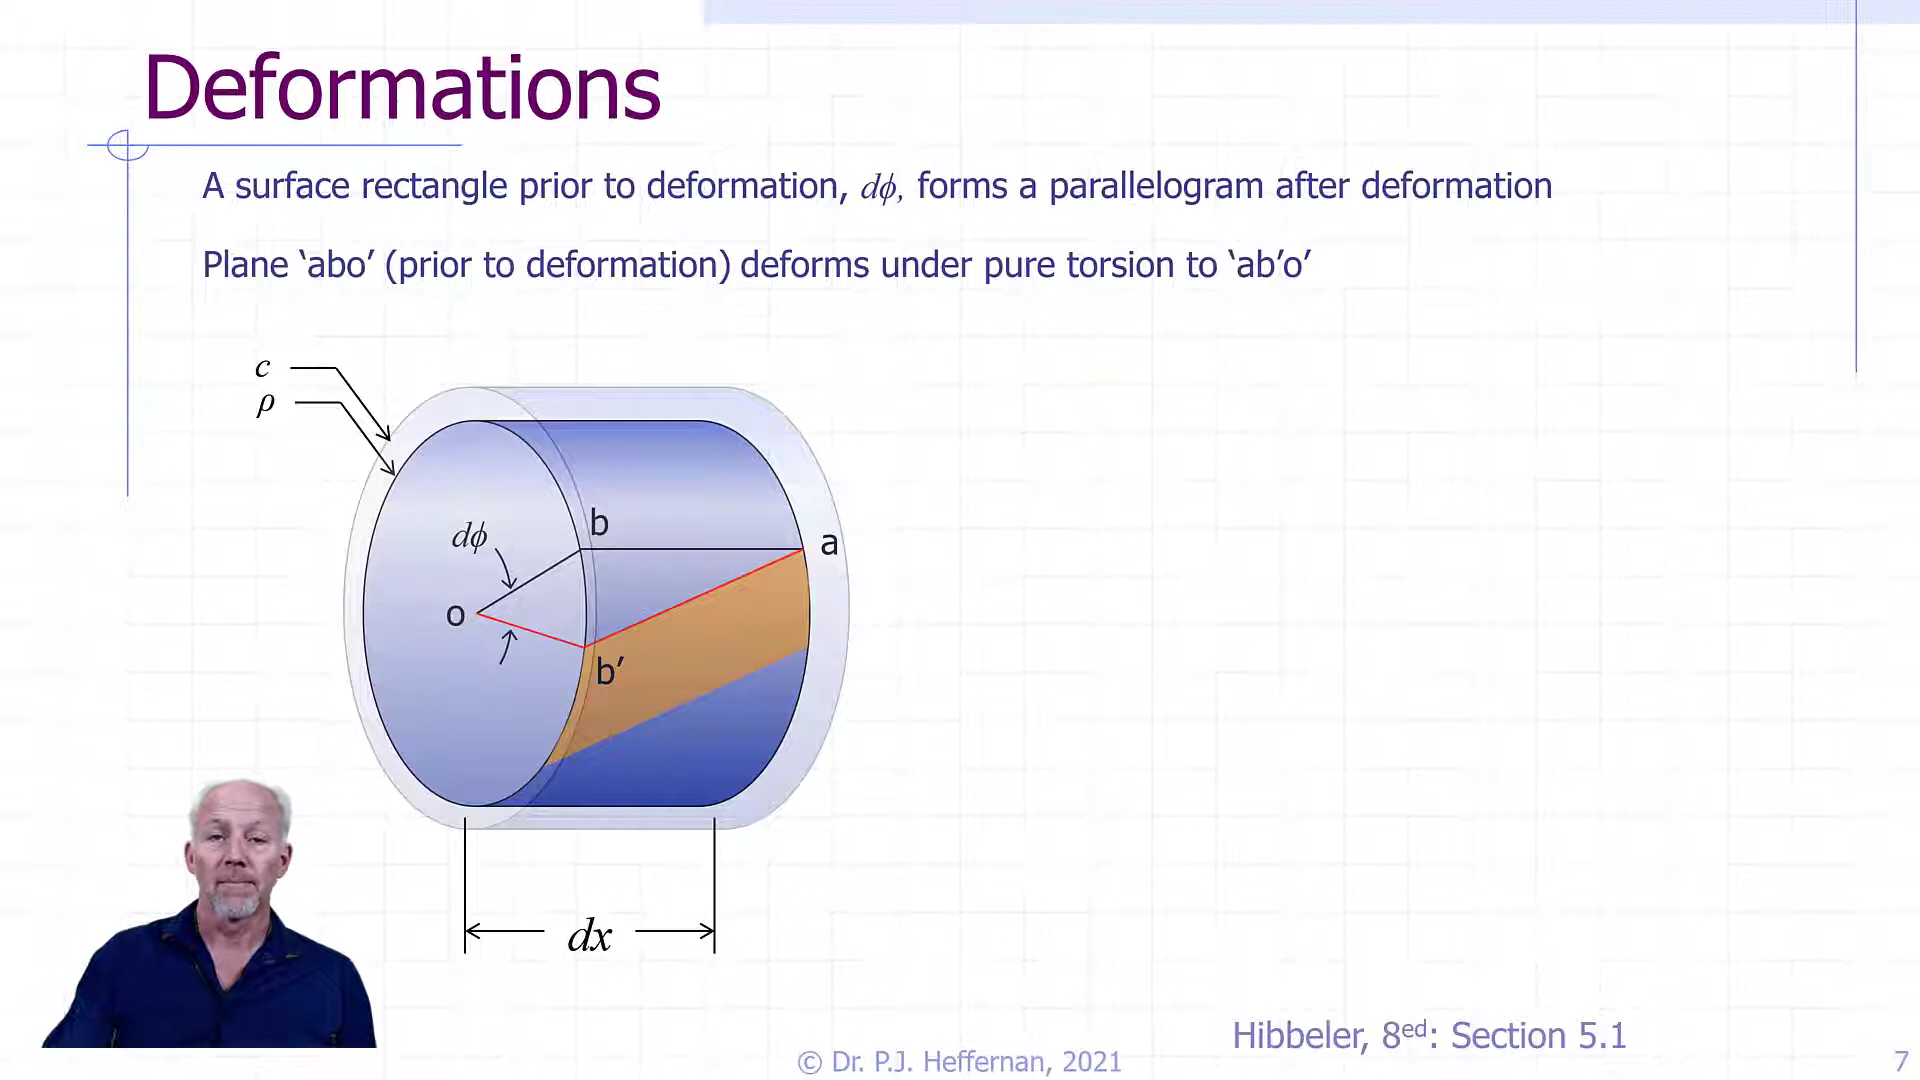 Deformations
A surface rectangle prior to deformation, dϕ, forms a parallelogram after deformation
Plane ‘abo’ (prior to deformation) deforms under pure torsion to ‘ab’o’
c
ρ
dϕ
b
a
o
b’
dx
Hibbeler, 8ed: Section 5.1
© Dr. P.J. Heffernan, 2021
7